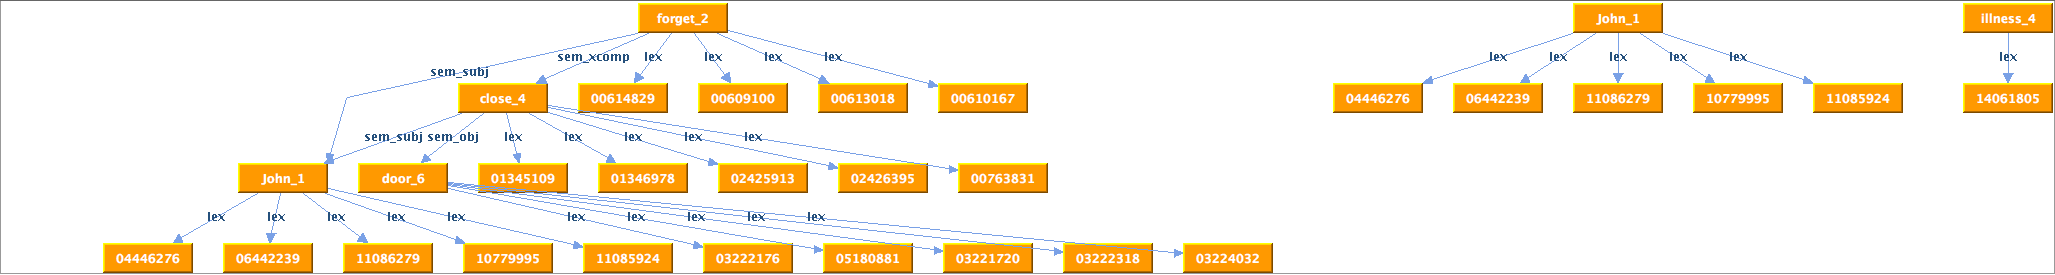 forget_2 John_1 illness_4
sem_xcomp lex lex lex lex lex lex lex lex lex lex
sem_subj
close_4 00614829 00609100 00613018 00610167 04446276 06442239 11086279 10779995 11085924 14061805
sem_subj sem_obj lex lex lex lex lex
John_1 door_6 01345109 01346978 02425913 02426395 00763831
lex lex lex lex lex lex lex lex lex lex
04446276 06442239 11086279 10779995 11085924 03222176 05180881 03221720 03222318 03224032